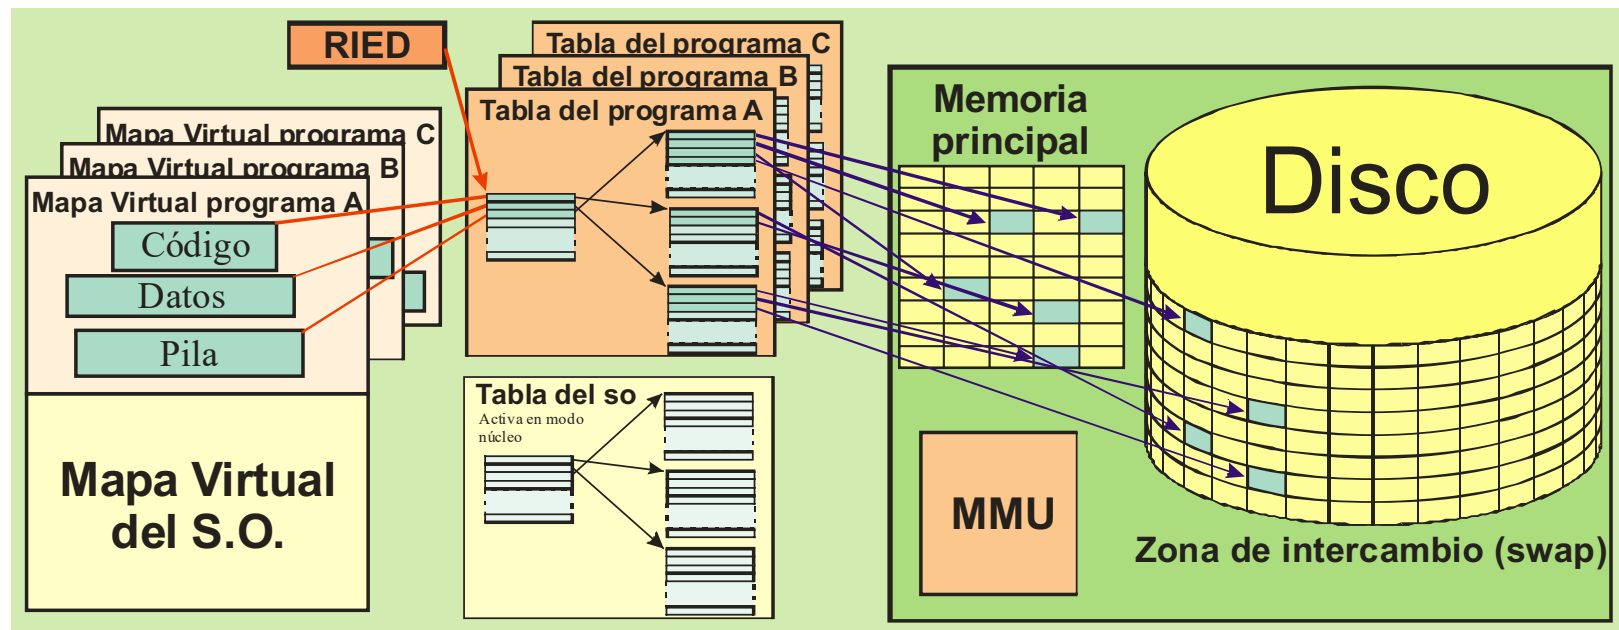 RIED
Tabla del programa C
Tabla del programa B
Tabla del programa A
Mapa Virtual programa C
Mapa Virtual programa B
Mapa Virtual programa A
Código
Datos
Pila
Mapa Virtual
del S.O.
Tabla del so
Activa en modo
núcleo
Memoria
principal
Disco
MMU
Zona de intercambio (swap)